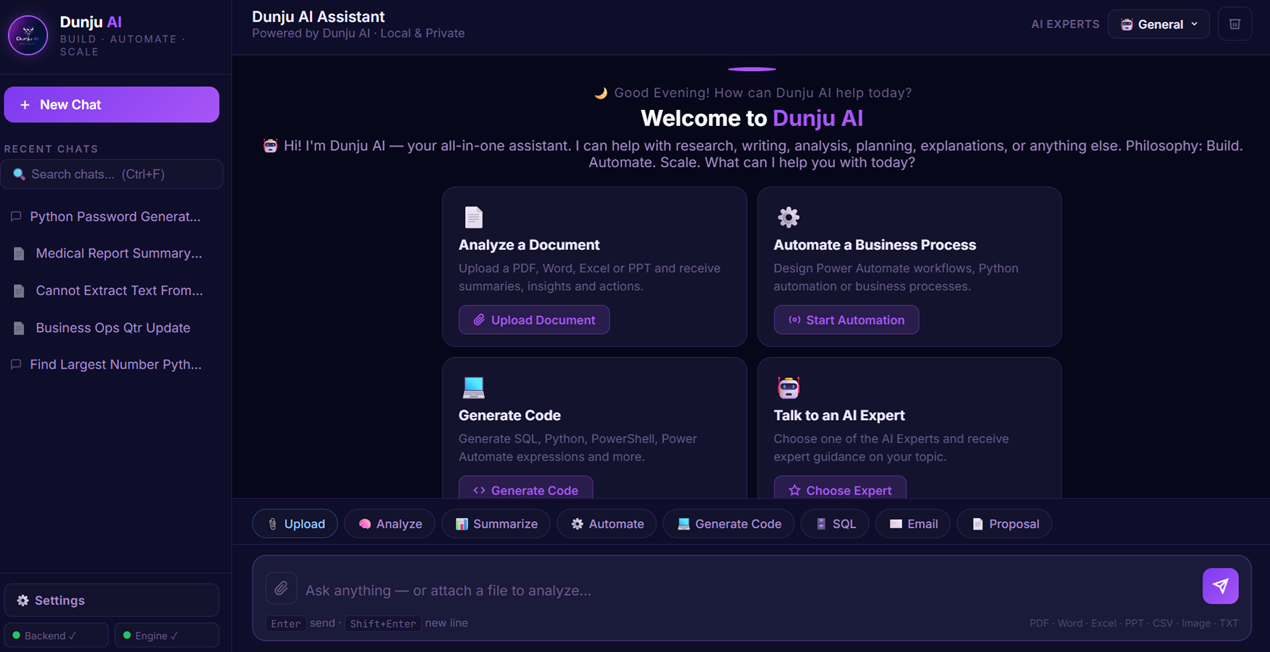 Dunju AI
BUILD · AUTOMATE ·
SCALE
+ New Chat
RECENT CHATS
Search chats... (Ctrl+F)
Python Password Generat...
Medical Report Summary...
Cannot Extract Text From...
Business Ops Qtr Update
Find Largest Number Pyth...
Settings
Backend ✓
Engine ✓
Dunju AI Assistant
Powered by Dunju AI · Local & Private
AI EXPERTS
General
Good Evening! How can Dunju AI help today?
Welcome to Dunju AI
Hi! I'm Dunju AI — your all-in-one assistant. I can help with research, writing, analysis, planning, explanations, or anything else. Philosophy: Build.
Automate. Scale. What can I help you with today?
Analyze a Document
Upload a PDF, Word, Excel or PPT and receive
summaries, insights and actions.
Upload Document
Automate a Business Process
Design Power Automate workflows, Python
automation or business processes.
Start Automation
Generate Code
Generate SQL, Python, PowerShell, Power
Automate expressions and more.
Generate Code
Talk to an AI Expert
Choose one of the AI Experts and receive
expert guidance on your topic.
Choose Expert
Upload
Analyze
Summarize
Automate
Generate Code
SQL
Email
Proposal
Ask anything — or attach a file to analyze...
Enter send · Shift+Enter new line
PDF · Word · Excel · PPT · CSV · Image · TXT